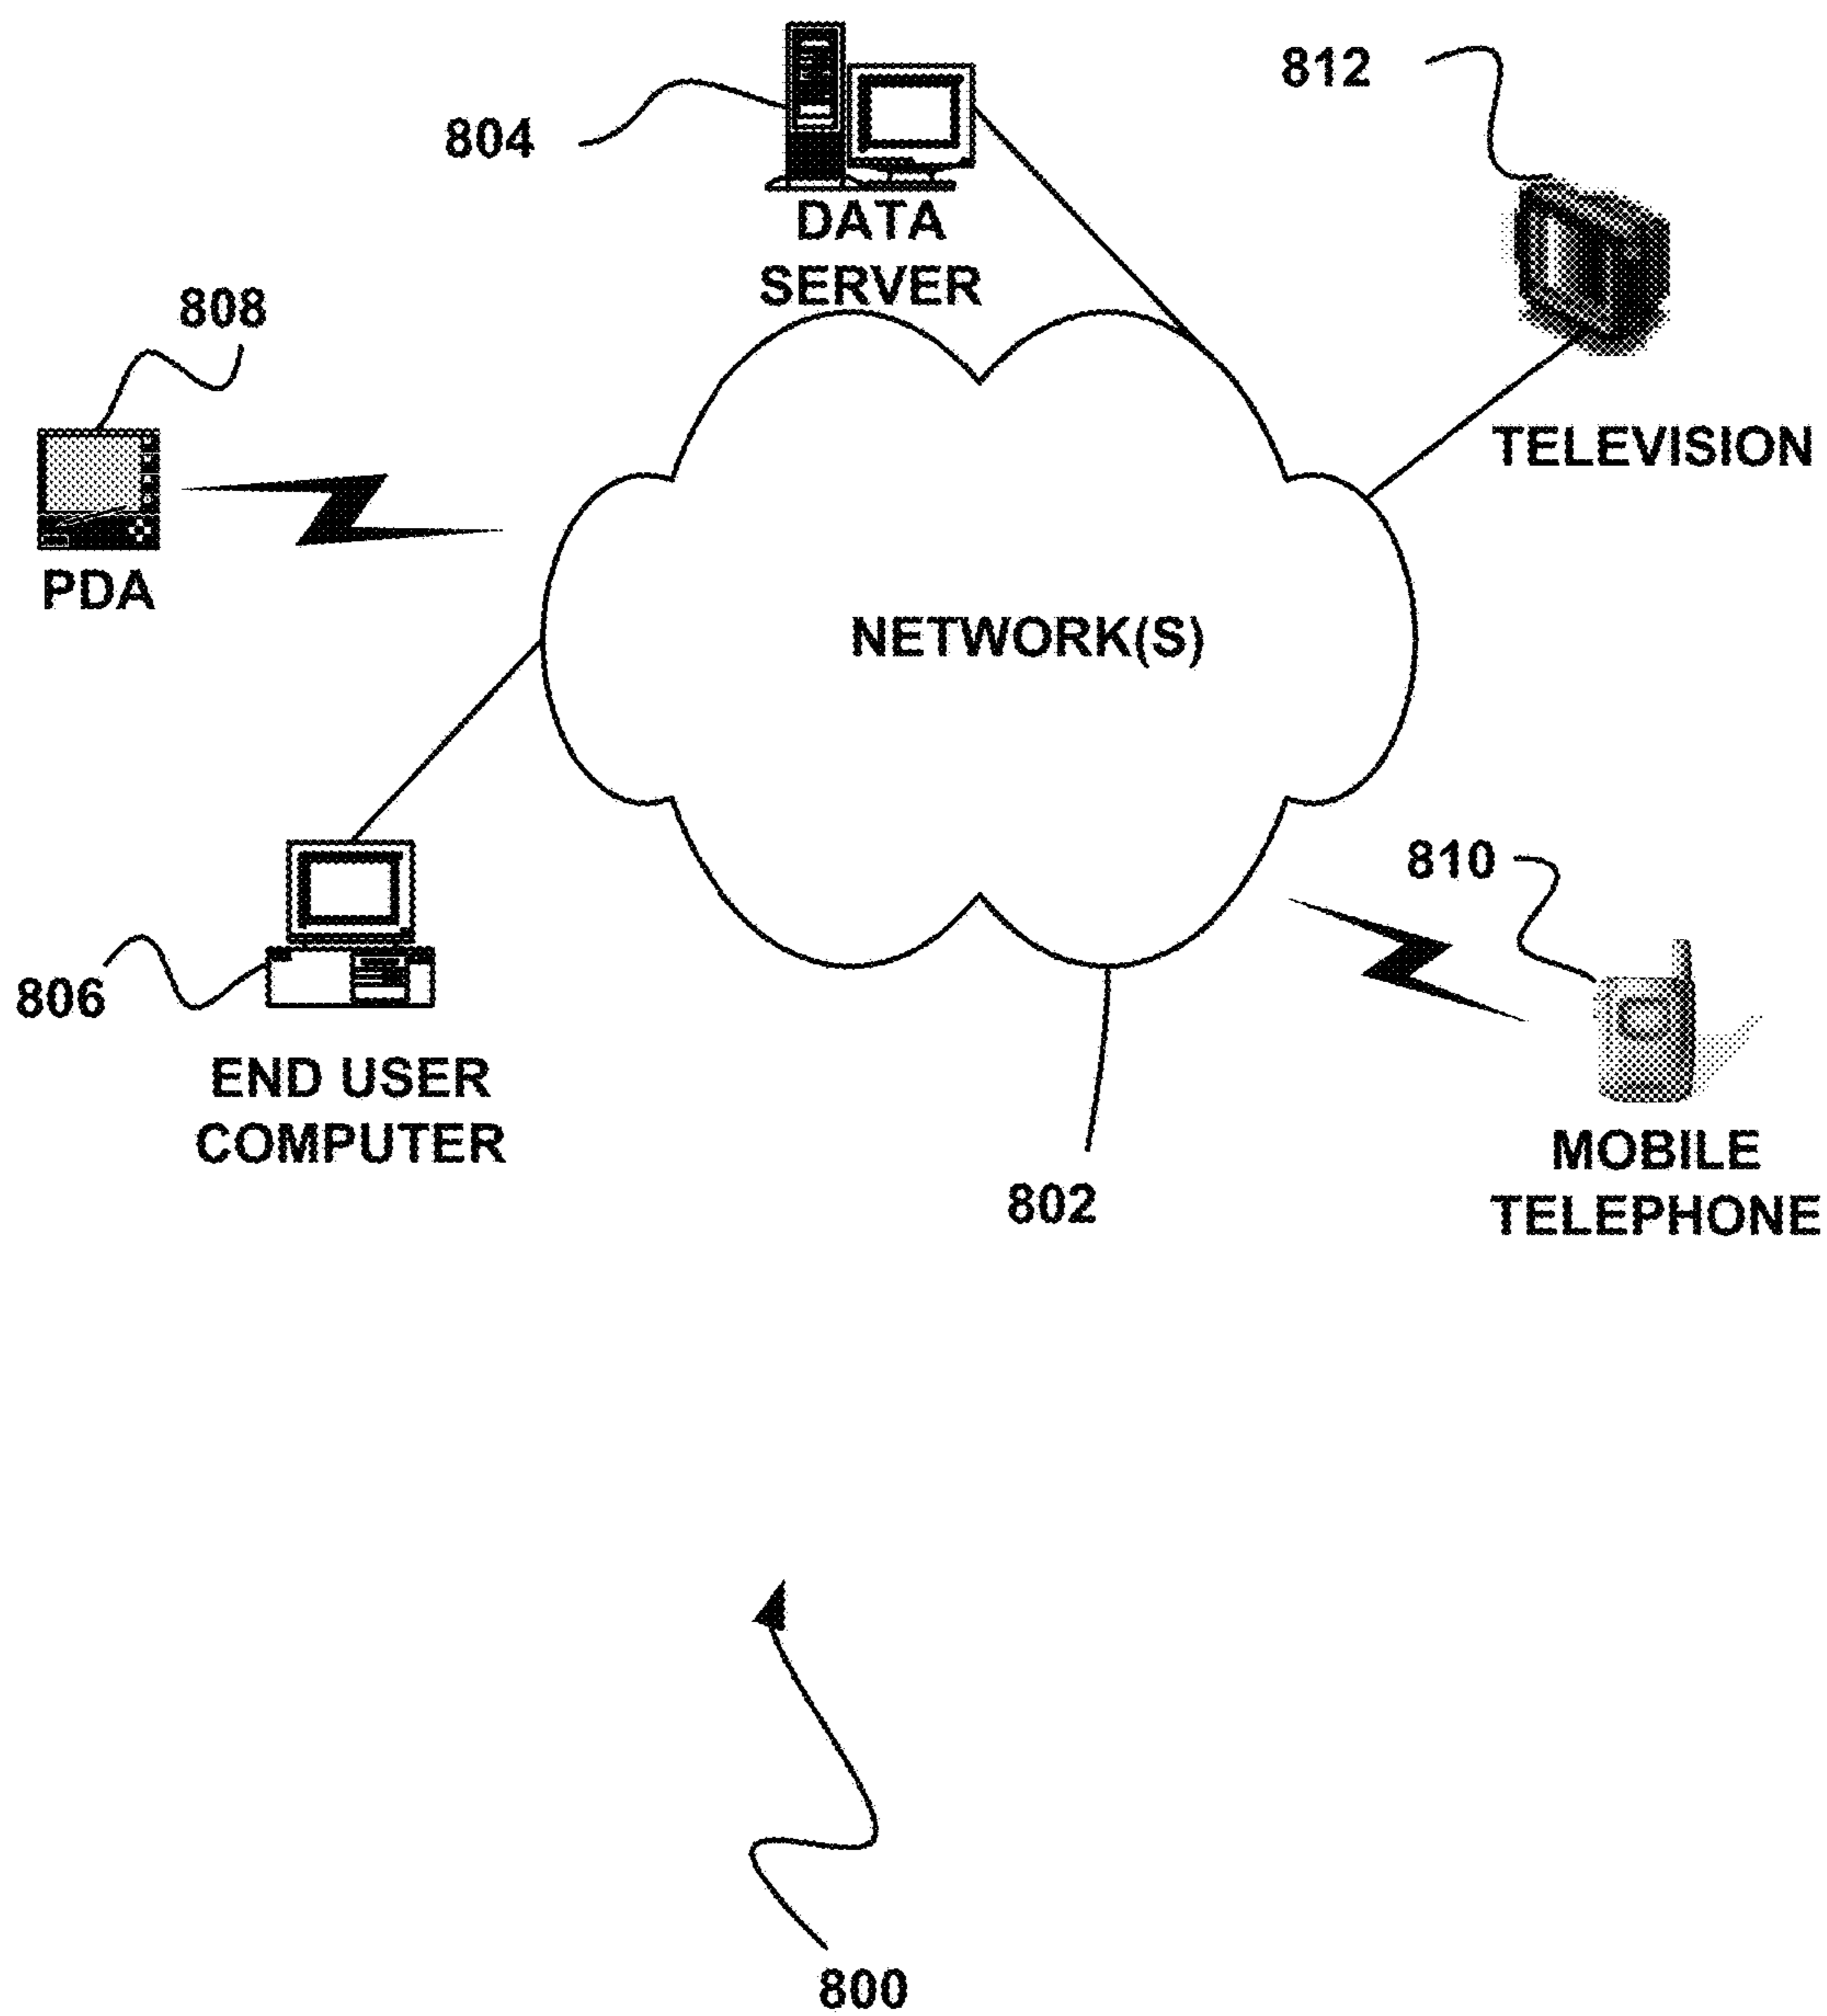 812
804
DATA
SERVER
808
TELEVISION
PDA
NETWORK(S)
810
806
END USER
COMPUTER
MOBILE
TELEPHONE
802
800